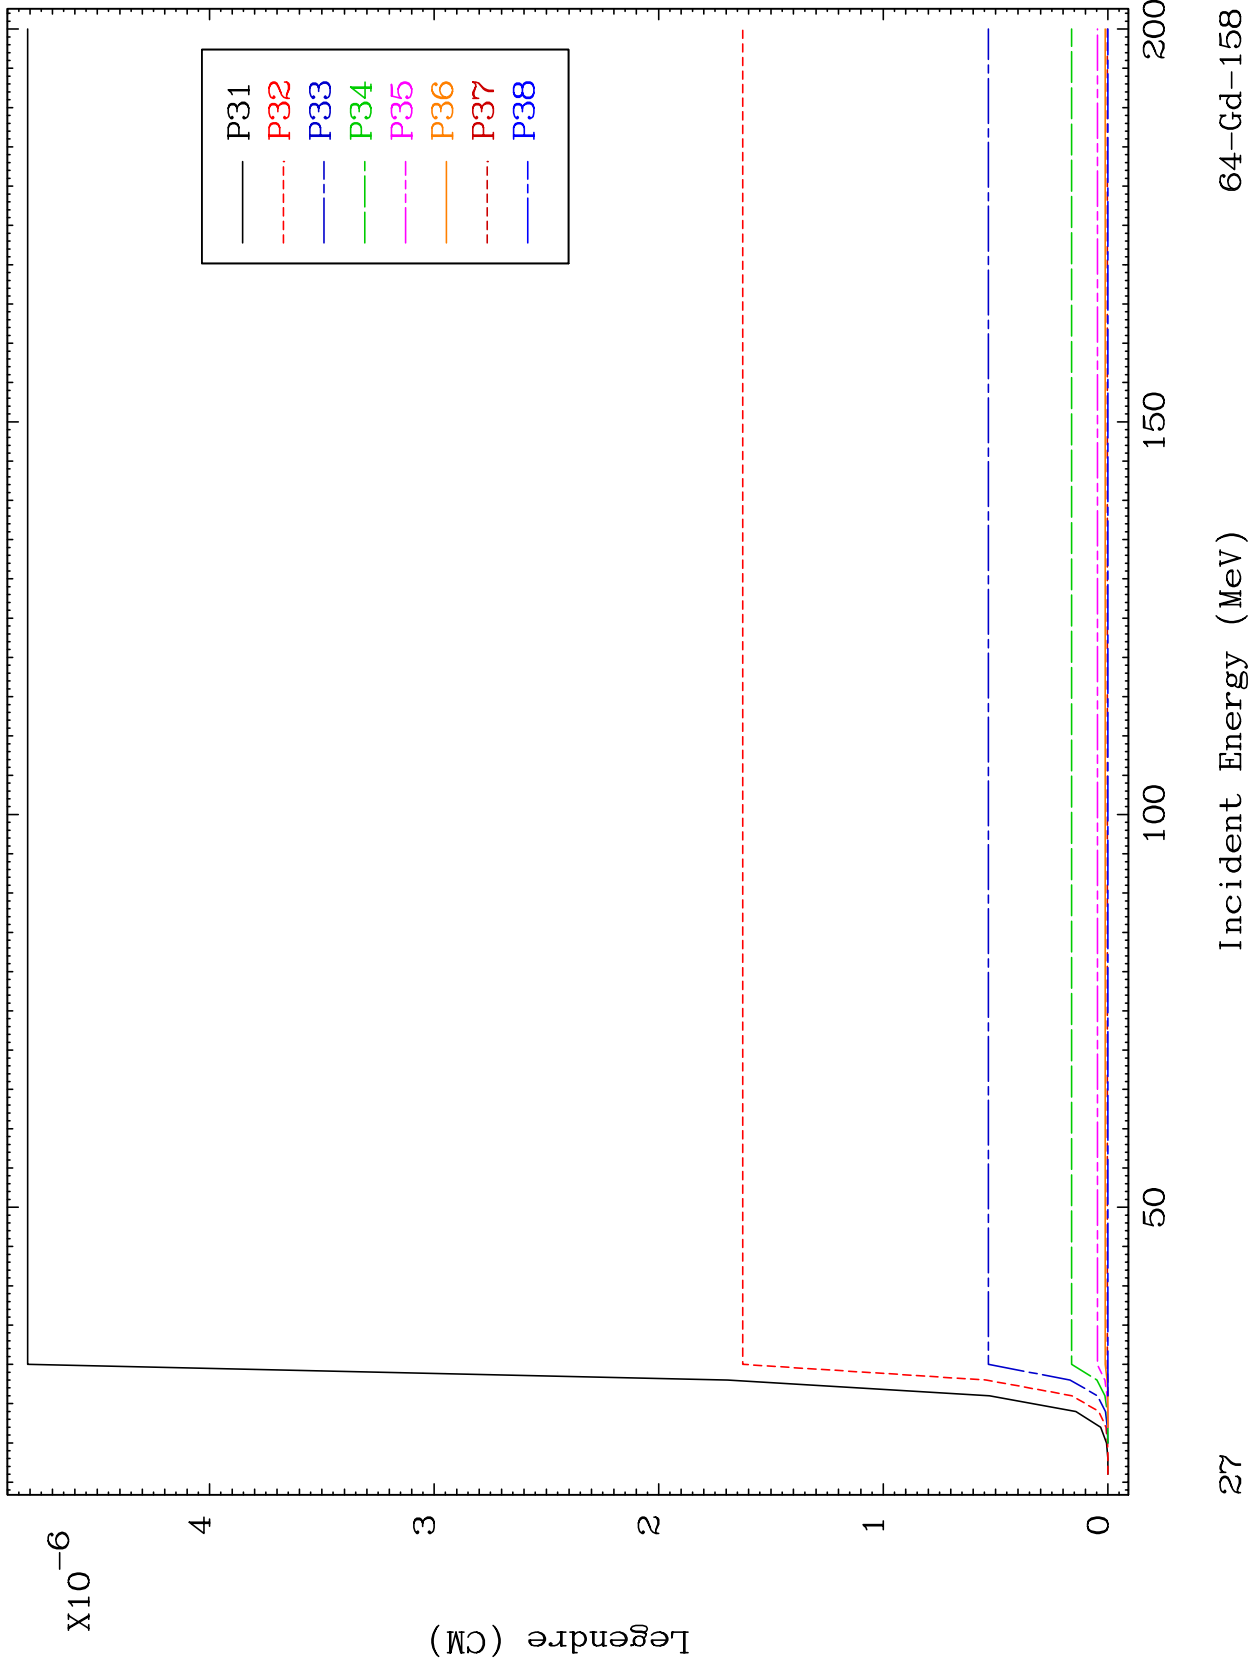 X10⁻⁶
Legendre (CM)
4
3
2
1
0
P31
P32
P33
P34
P35
P36
P37
P38
50
100
150
200
27
Incident Energy (MeV)
64-Gd-158